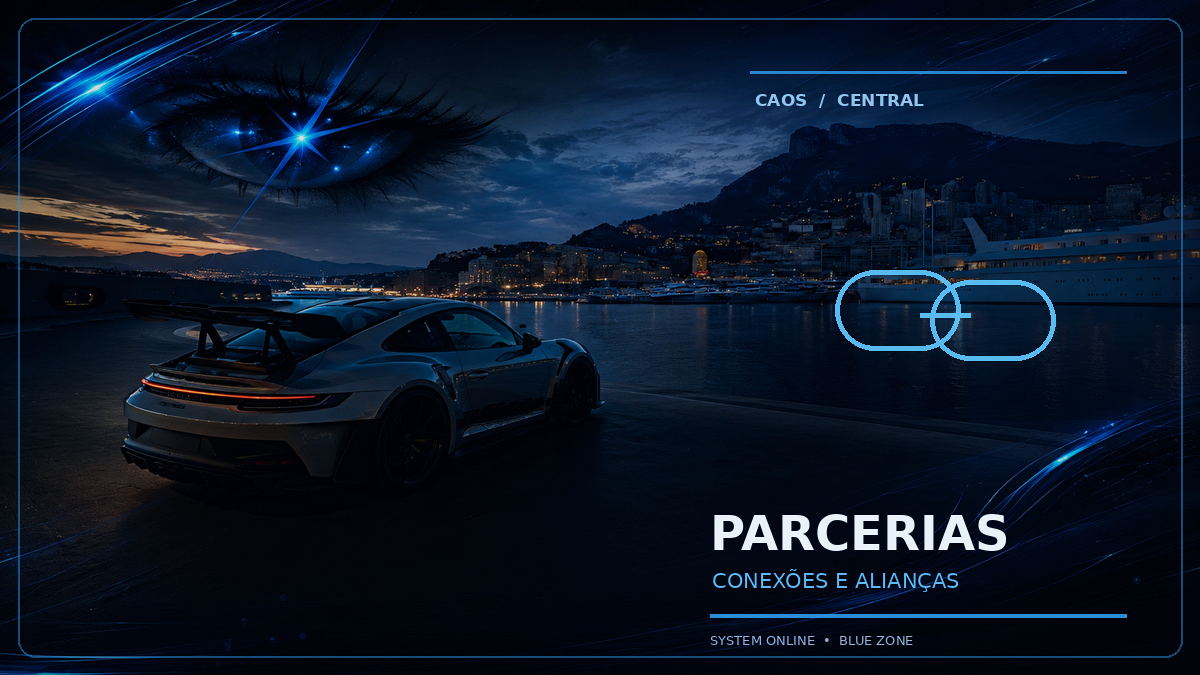 CAOS / CENTRAL
PARCERIAS
CONEXÕES E ALIANÇAS
SYSTEM ONLINE • BLUE ZONE